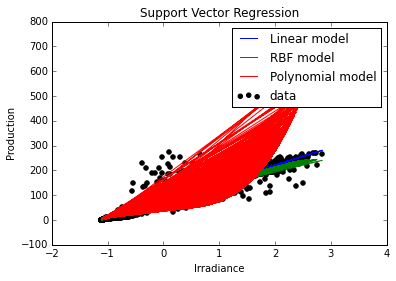 Support Vector Regression
800
700
600
500
400
300
200
100
0
−100
Production
Linear model
RBF model
Polynomial model
data
−2
−1
0
1
2
3
4
Irradiance